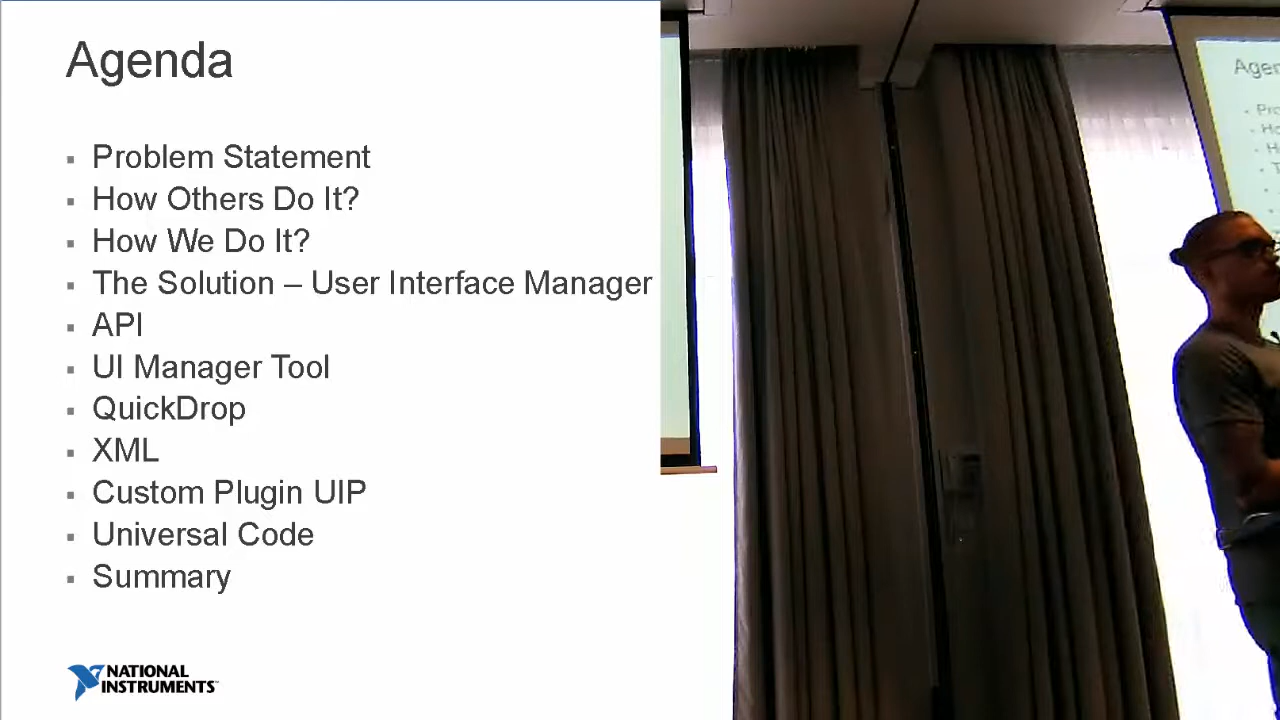 Agenda
Problem Statement
How Others Do It?
How We Do It?
The Solution – User Interface Manager
API
UI Manager Tool
QuickDrop
XML
Custom Plugin UIP
Universal Code
Summary
NATIONAL
INSTRUMENTS™